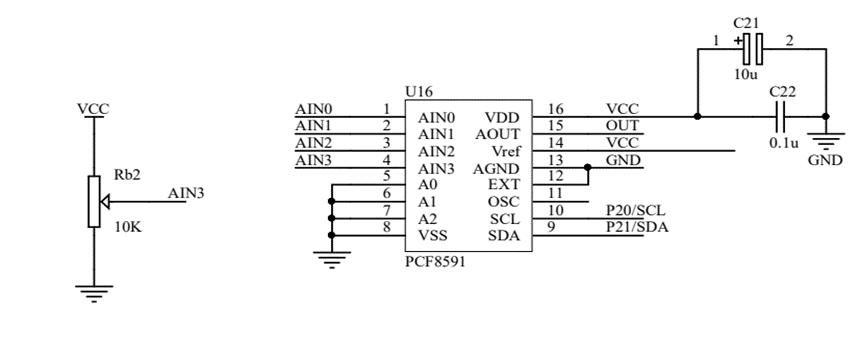 C21
1 + 2
10u
U16
C22
VCC
AIN0 1 AIN0 VDD 16 VCC
AIN1 2 AIN1 AOUT 15 OUT
AIN2 3 AIN2 Vref 14 VCC
0.1u
AIN3 4 AIN3 AGND 13 GND
GND
Rb2
5 A0 EXT 12
AIN3
6 A1 OSC 11
10K
7 A2 SCL 10 P20/SCL
8 VSS SDA 9 P21/SDA
PCF8591